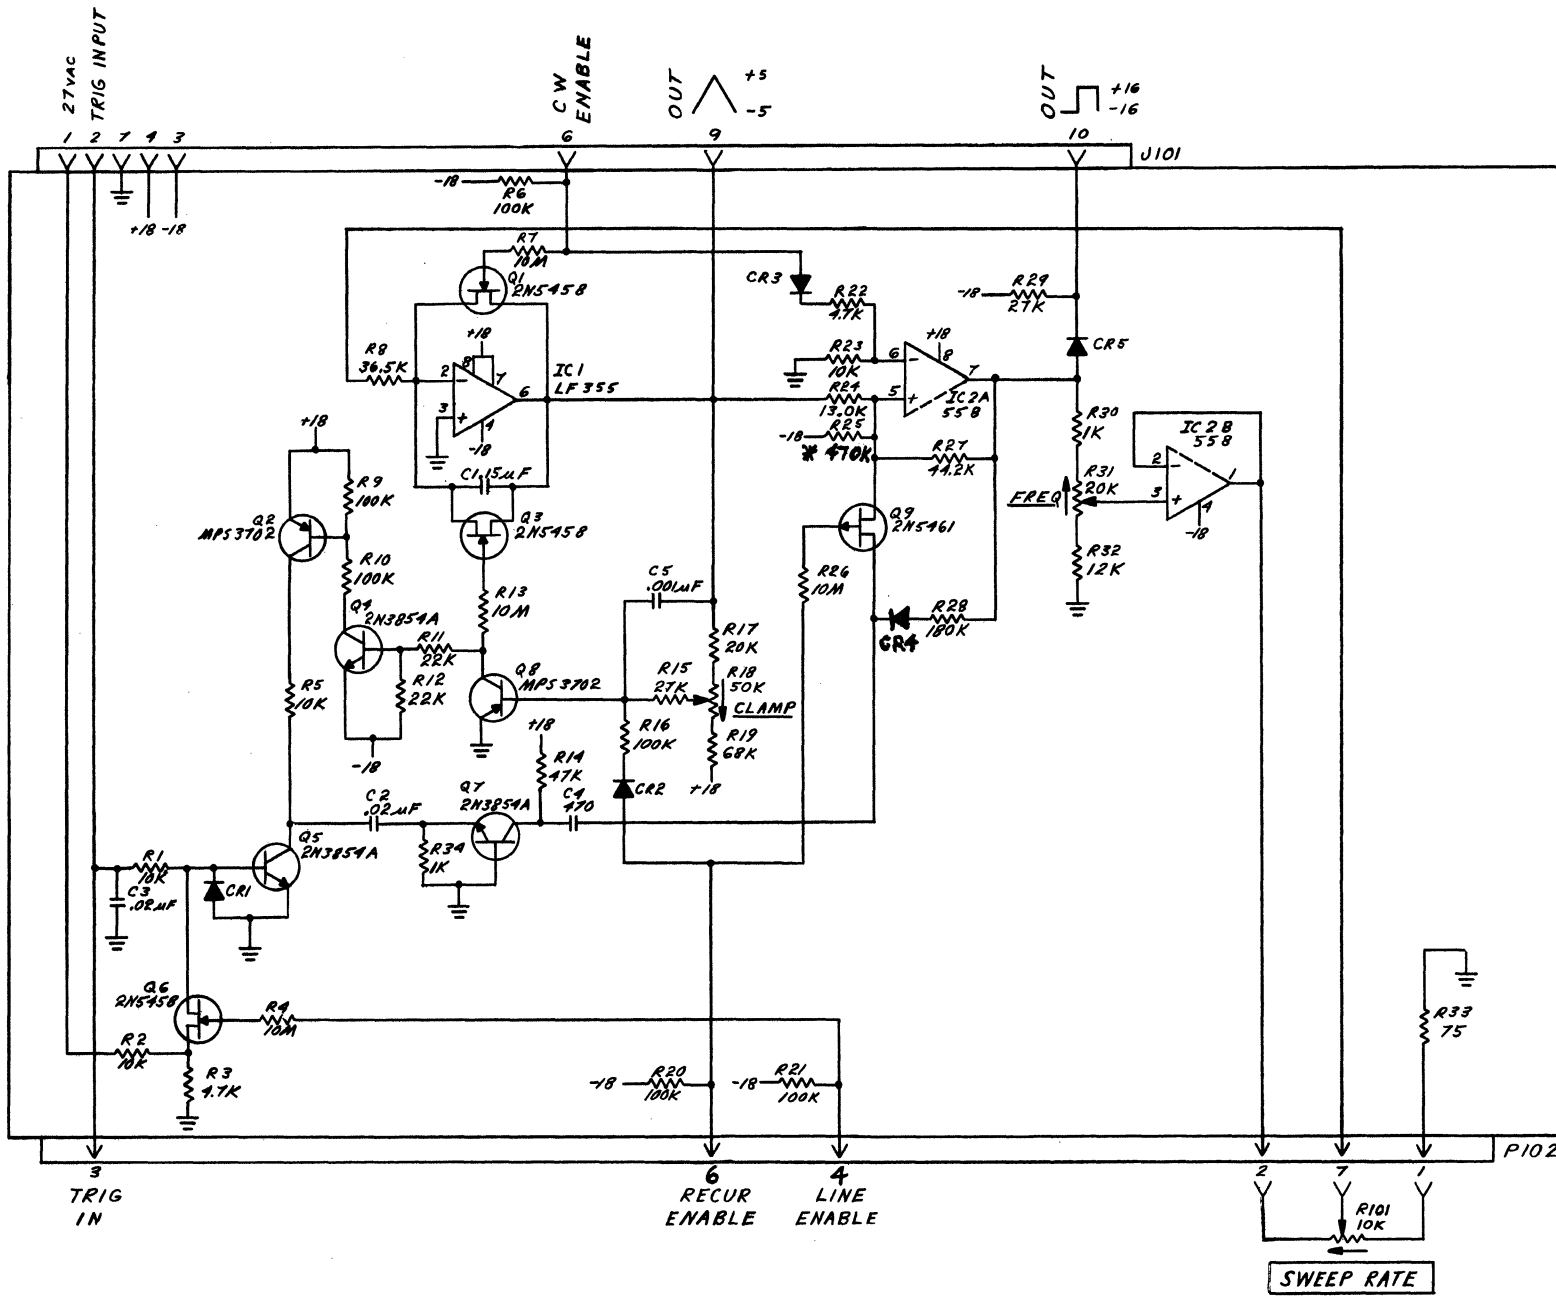 27VAC
TRIG INPUT
CW ENABLE
OUT
+5
-5
OUT
+16
-16
1 2 7 4 3
6
9
10
J101
+18 -18
-18
R6
100K
R7
10M
Q1
2N5458
CR3
R22
4.7K
-18
R29
27K
CR5
R8
36.5K
+18
8
7
2
-
3
+
4
6
-18
IC1
LF355
R23
10K
R24
13.0K
-18
R25
* 470K
6
-
5
+
+18
8
7
IC2A
558
R27
44.2K
R30
1K
R31
20K
FREQ
R32
12K
IC2B
558
2
-
3
+
1
4
-18
+18
R9
100K
Q2
MPS3702
R10
100K
C1 .15µF
Q3
2N5458
Q9
2N5461
R26
10M
R28
180K
CR4
C5
.001µF
R13
10M
Q4
2N3854A
R11
22K
R12
22K
-18
R5
10K
Q8
MPS3702
R15
27K
R17
20K
R18
50K
CLAMP
R16
100K
R19
68K
+18
CR2
+18
R14
47K
C4
470
Q7
2N3854A
C2
.02µF
R34
1K
Q5
2N3854A
R1
10K
C3
.02µF
CR1
Q6
2N5458
R4
10M
R2
10K
R3
4.7K
-18
R20
100K
-18
R21
100K
R33
75
P102
3
TRIG
IN
6
RECUR
ENABLE
4
LINE
ENABLE
2
7
1
R101
10K
SWEEP RATE